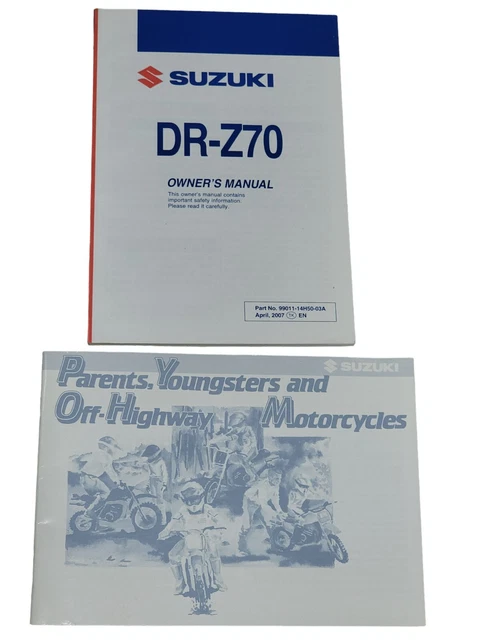 SUZUKI
DR-Z70
OWNER'S MANUAL
This owner's manual contains
important safety information.
Please read it carefully.
Part No. 99011-14H50-03A
April, 2007 EN
SUZUKI
Parents, Youngsters and
Off-Highway Motorcycles